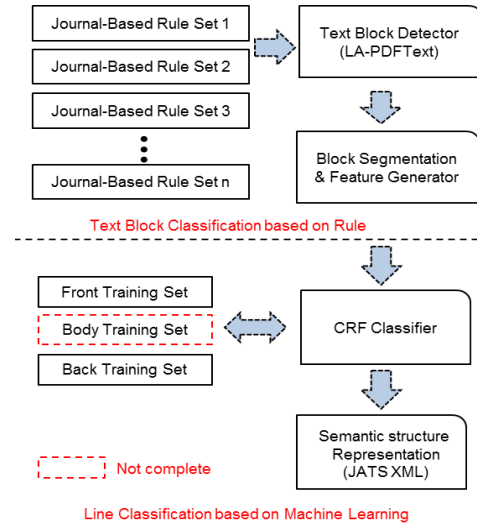 Journal-Based Rule Set 1
Journal-Based Rule Set 2
Journal-Based Rule Set 3
Journal-Based Rule Set n
Text Block Detector
(LA-PDFText)
Block Segmentation
& Feature Generator
Text Block Classification based on Rule
Front Training Set
Body Training Set
Back Training Set
CRF Classifier
Semantic structure
Representation
(JATS XML)
Not complete
Line Classification based on Machine Learning